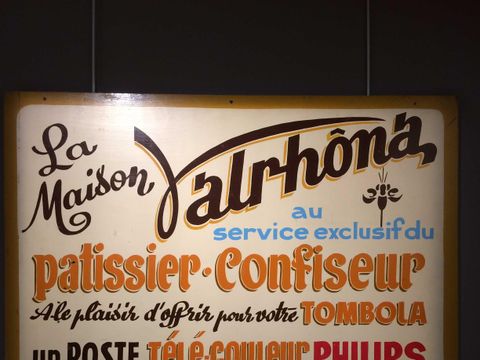 La
Maison Valrhôna
au
service exclusif du
patissier·Confiseur
A le plaisir d'offrir pour votre TOMBOLA
un POSTE TÉLÉ-COULEUR PHILIPS